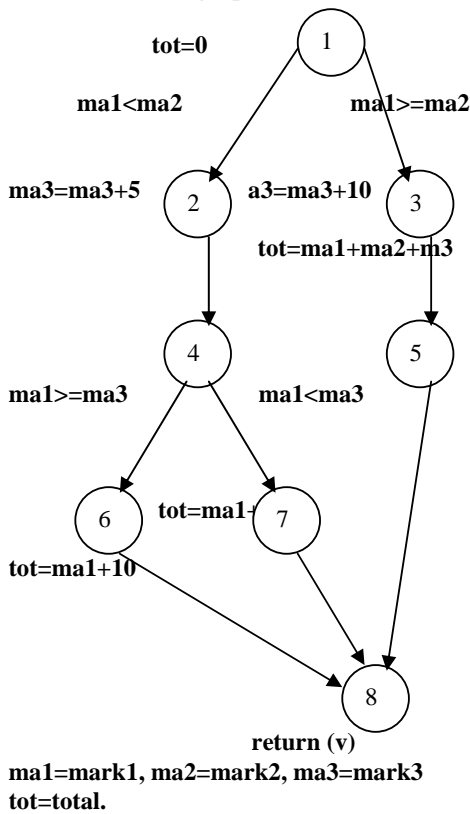 1
tot=0
ma1<ma2
ma1>=ma2
ma3=ma3+5
2
a3=ma3+10
3
tot=ma1+ma2+m3
4
5
ma1>=ma3
ma1<ma3
6
tot=ma1+
7
tot=ma1+10
8
return (v)
ma1=mark1, ma2=mark2, ma3=mark3
tot=total.